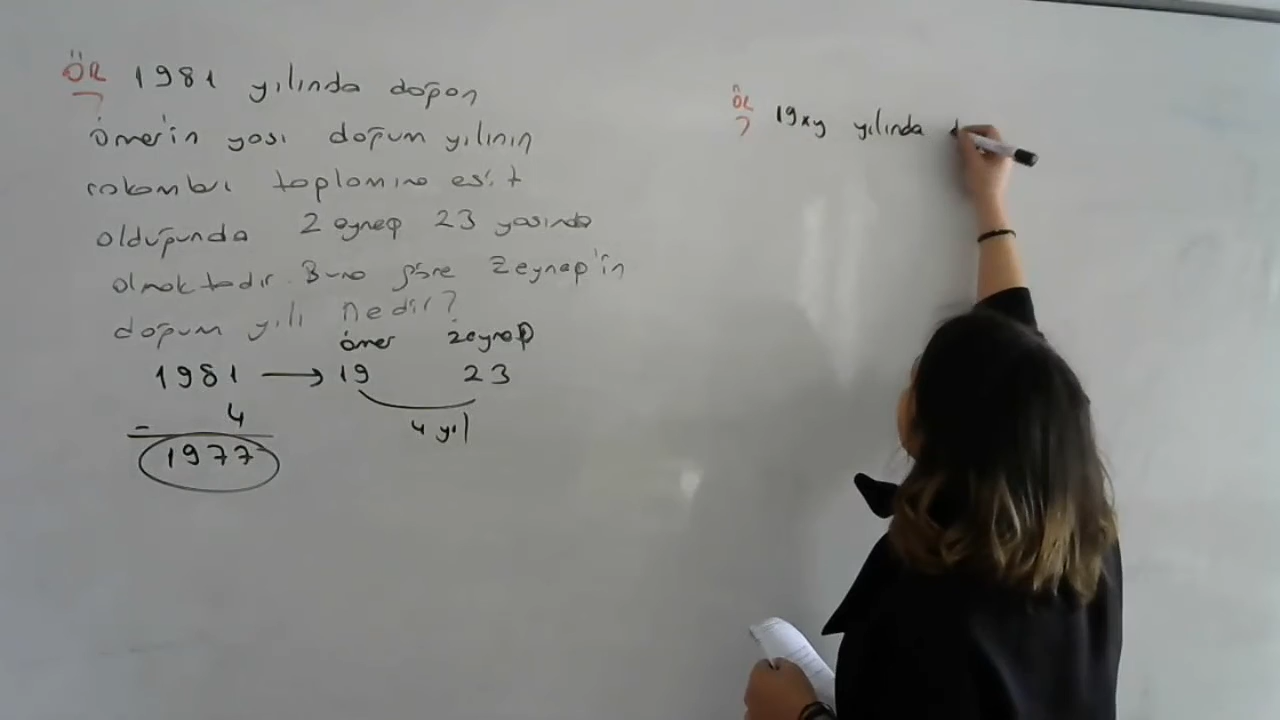 ÖR 1981 yılında doğan
Ömer'in yaşı doğum yılının
rakamları toplamına eşit
olduğunda Zeynep 23 yaşında
olmaktadır. Buna göre Zeynep'in
doğum yılı nedir?
ömer zeynep
1981 → 19 23
- 4
4 yıl
1977
ÖR 19xy yılında d